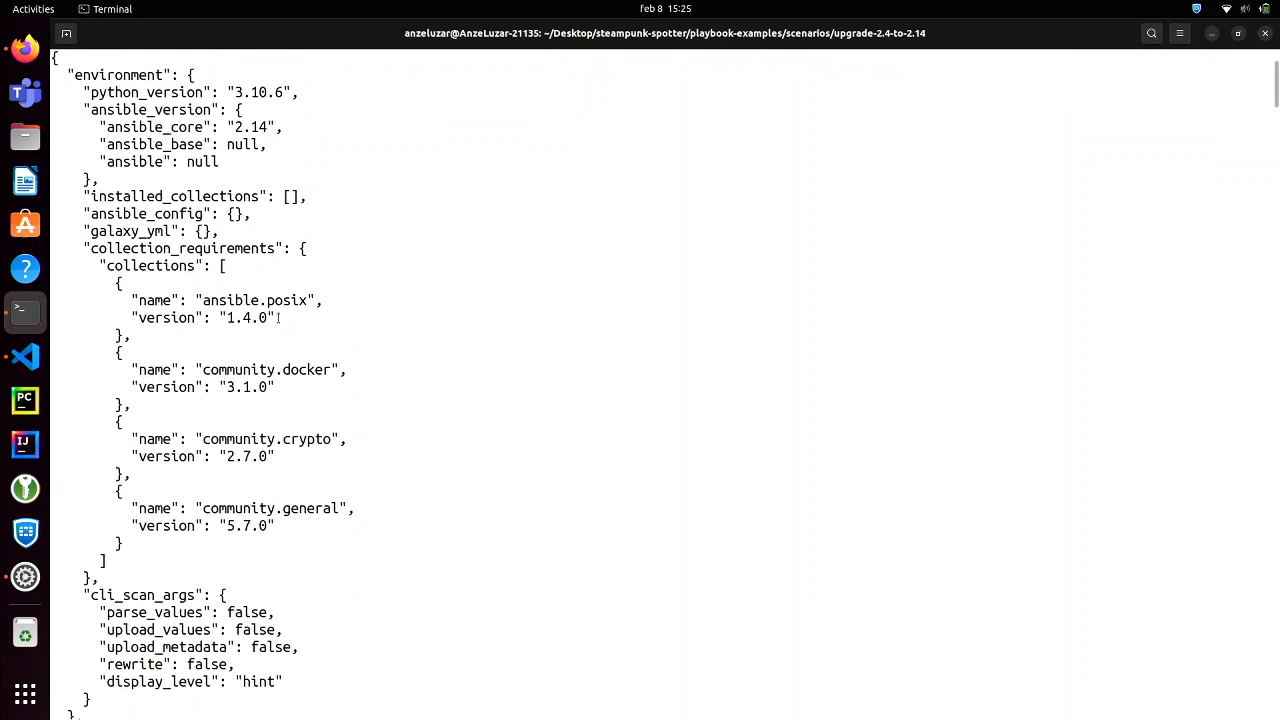 Activities
Terminal
feb 8 15:25
anzeluzar@AnzeLuzar-21135: ~/Desktop/steampunk-spotter/playbook-examples/scenarios/upgrade-2.4-to-2.14
{
"environment": {
"python_version": "3.10.6",
"ansible_version": {
"ansible_core": "2.14",
"ansible_base": null,
"ansible": null
},
"installed_collections": [],
"ansible_config": {},
"galaxy_yml": {},
"collection_requirements": {
"collections": [
{
"name": "ansible.posix",
"version": "1.4.0"
},
{
"name": "community.docker",
"version": "3.1.0"
},
{
"name": "community.crypto",
"version": "2.7.0"
},
{
"name": "community.general",
"version": "5.7.0"
}
]
},
"cli_scan_args": {
"parse_values": false,
"upload_values": false,
"upload_metadata": false,
"rewrite": false,
"display_level": "hint"
}
},
PC
IJ